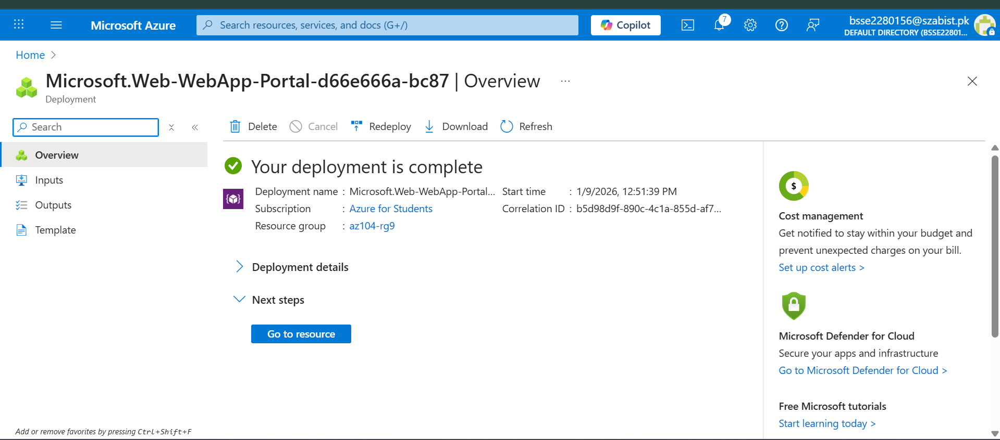 Microsoft Azure
Search resources, services, and docs (G+/)
Copilot
7
bsse2280156@szabist.pk
DEFAULT DIRECTORY (BSSE22801...
Home
Microsoft.Web-WebApp-Portal-d66e666a-bc87 | Overview ...
Deployment
Search
Delete Cancel Redeploy Download Refresh
Overview
Inputs
Outputs
Template
Your deployment is complete
Deployment name : Microsoft.Web-WebApp-Portal... Start time : 1/9/2026, 12:51:39 PM
Subscription : Azure for Students Correlation ID : b5d98d9f-890c-4c1a-855d-af7...
Resource group : az104-rg9
Deployment details
Next steps
Go to resource
$
Cost management
Get notified to stay within your budget and
prevent unexpected charges on your bill.
Set up cost alerts >
Microsoft Defender for Cloud
Secure your apps and infrastructure
Go to Microsoft Defender for Cloud >
Free Microsoft tutorials
Start learning today >
Add or remove favorites by pressing Ctrl+Shift+F